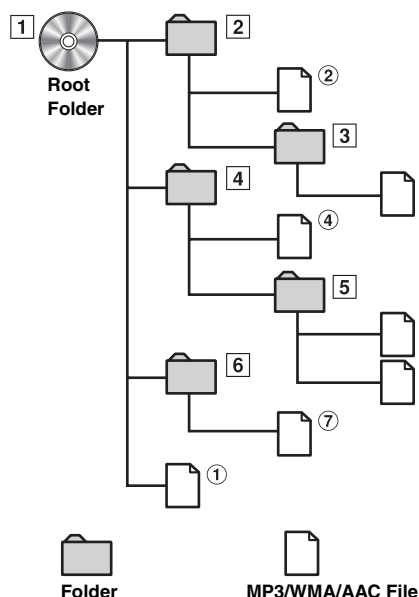 1
Root
Folder
2
②
3
4
④
5
6
⑦
①
Folder
MP3/WMA/AAC File